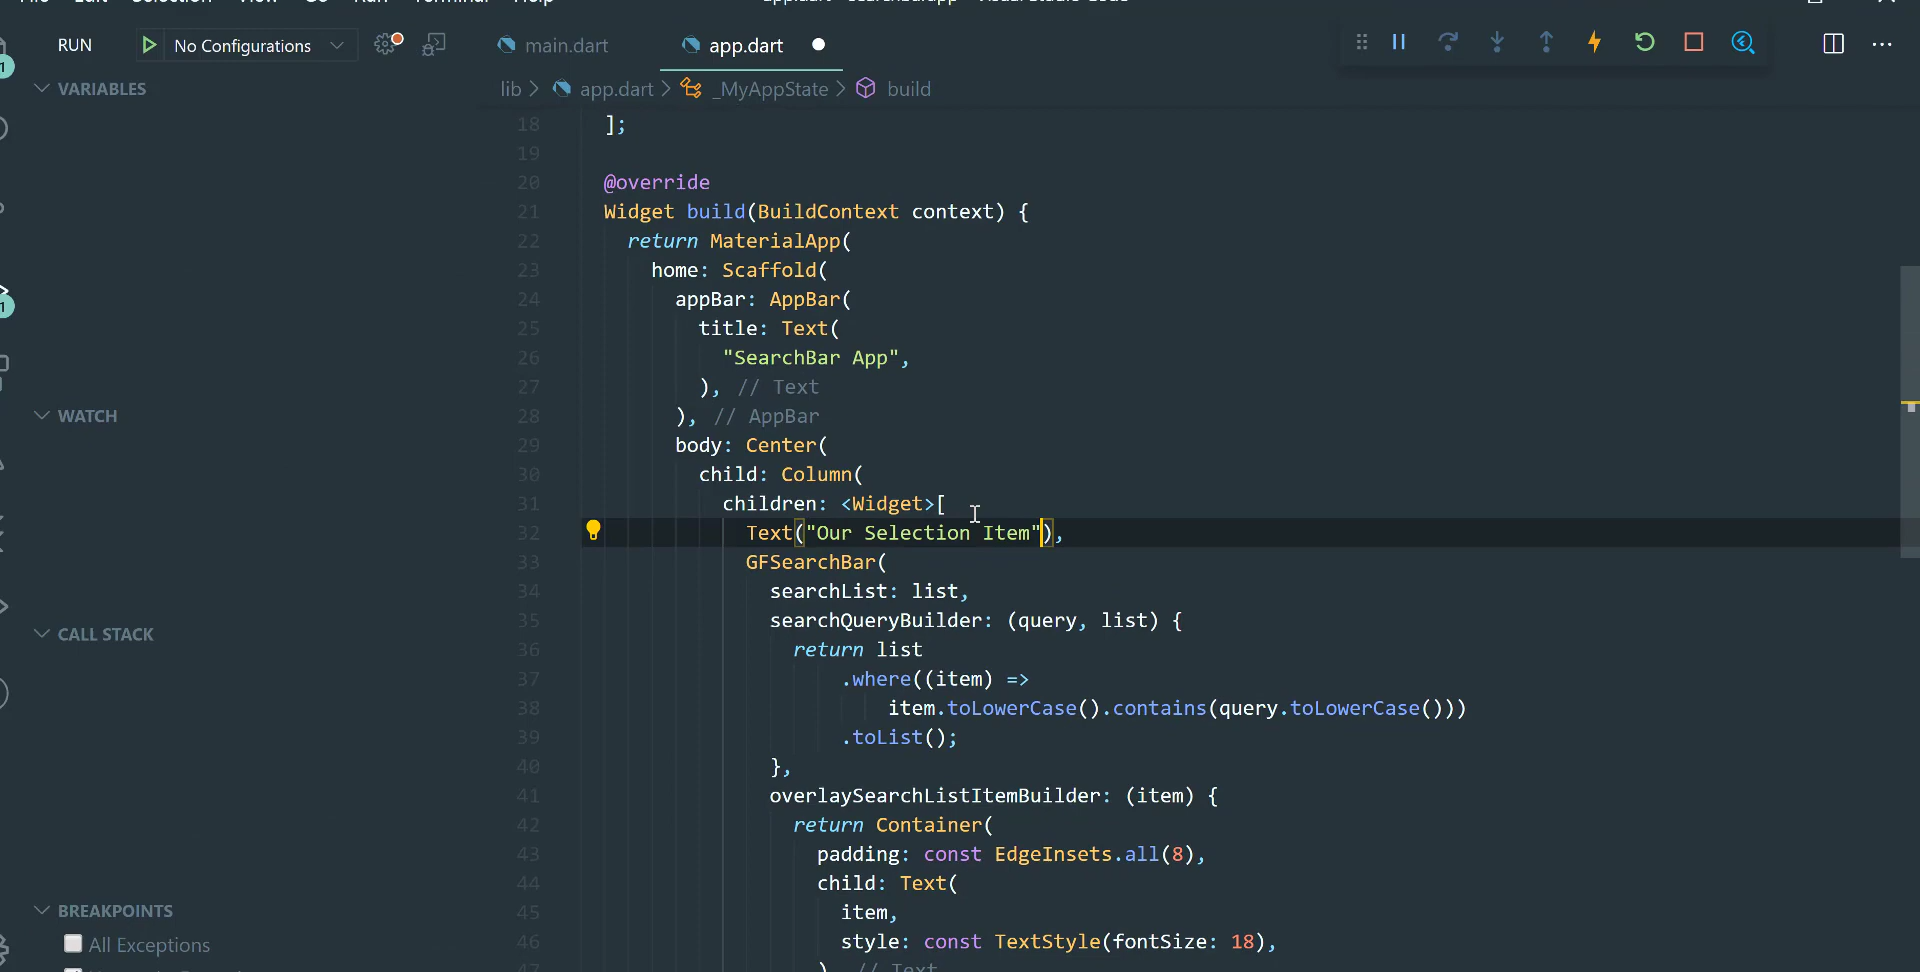 RUN
No Configurations
main.dart
app.dart
lib > app.dart > _MyAppState > build
VARIABLES
WATCH
CALL STACK
BREAKPOINTS
All Exceptions
1
1
18 ];
19
20 @override
21 Widget build(BuildContext context) {
22 return MaterialApp(
23 home: Scaffold(
24 appBar: AppBar(
25 title: Text(
26 "SearchBar App",
27 ), // Text
28 ), // AppBar
29 body: Center(
30 child: Column(
31 children: <Widget>[
32 Text("Our Selection Item"),
33 GFSearchBar(
34 searchList: list,
35 searchQueryBuilder: (query, list) {
36 return list
37 .where((item) =>
38 item.toLowerCase().contains(query.toLowerCase()))
39 .toList();
40 },
41 overlaySearchListItemBuilder: (item) {
42 return Container(
43 padding: const EdgeInsets.all(8),
44 child: Text(
45 item,
46 style: const TextStyle(fontSize: 18),
47 ), // Text